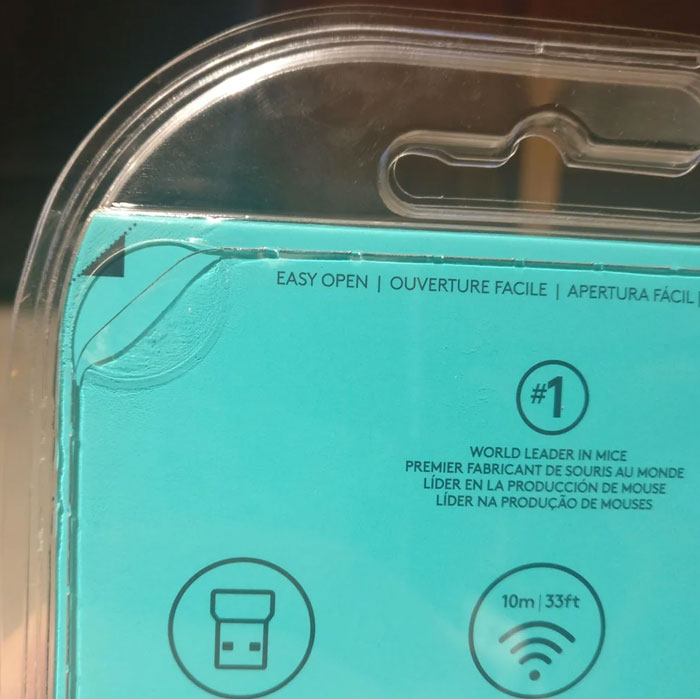 EASY OPEN | OUVERTURE FACILE | APERTURA FÁCIL |
#1
WORLD LEADER IN MICE
PREMIER FABRICANT DE SOURIS AU MONDE
LÍDER EN LA PRODUCCIÓN DE MOUSE
LÍDER NA PRODUÇÃO DE MOUSES
10m | 33ft